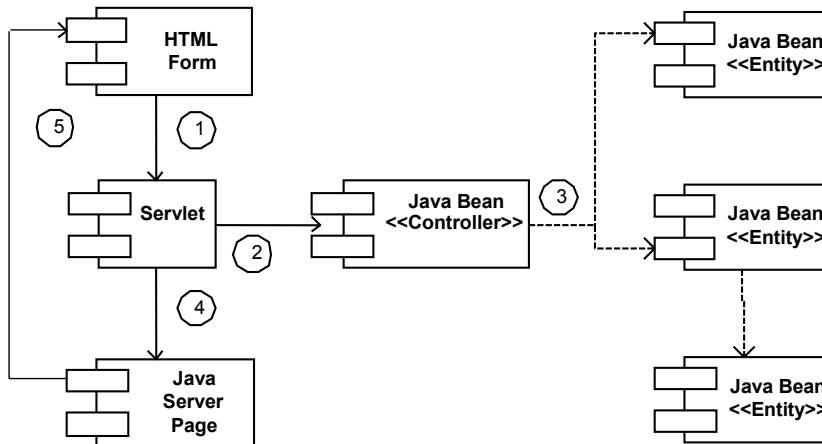 HTML
Form
Java Bean
<<Entity>>
5
1
Servlet
Java Bean
<<Controller>>
3
Java Bean
<<Entity>>
2
4
Java
Server
Page
Java Bean
<<Entity>>